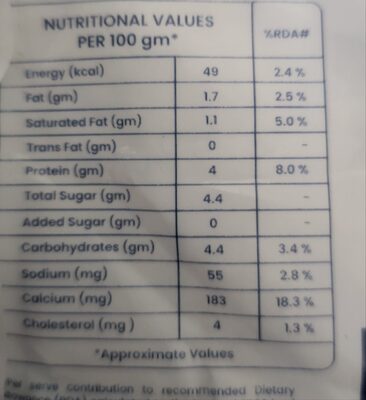 NUTRITIONAL VALUES
PER 100 gm* %RDA#
Energy (kcal) 49 2.4 %
Fat (gm) 1.7 2.5 %
Saturated Fat (gm) 1.1 5.0 %
Trans Fat (gm) 0 -
Protein (gm) 4 8.0 %
Total Sugar (gm) 4.4 -
Added Sugar (gm) 0 -
Carbohydrates (gm) 4.4 3.4 %
Sodium (mg) 55 2.8 %
Calcium (mg) 183 18.3 %
Cholesterol (mg ) 4 1.3 %
*Approximate Values
Per serve contribution to recommended Dietary